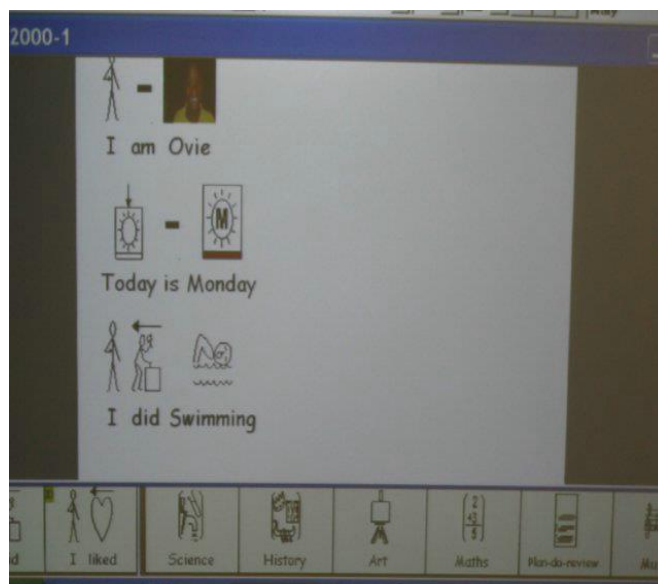 2000-1
I am Ovie
M
Today is Monday
I did Swimming
I liked
Science
History
Art
Maths
Plan-do-review